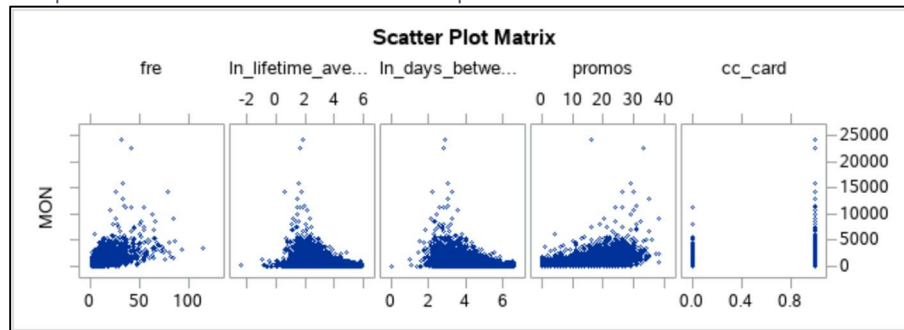 Scatter Plot Matrix
fre
ln_lifetime_ave...
ln_days_betwe...
promos
cc_card
-2 0 2 4 6
0 10 20 30 40
MON
25000
20000
15000
10000
5000
0
0 50 100
0 2 4 6
0.0 0.4 0.8